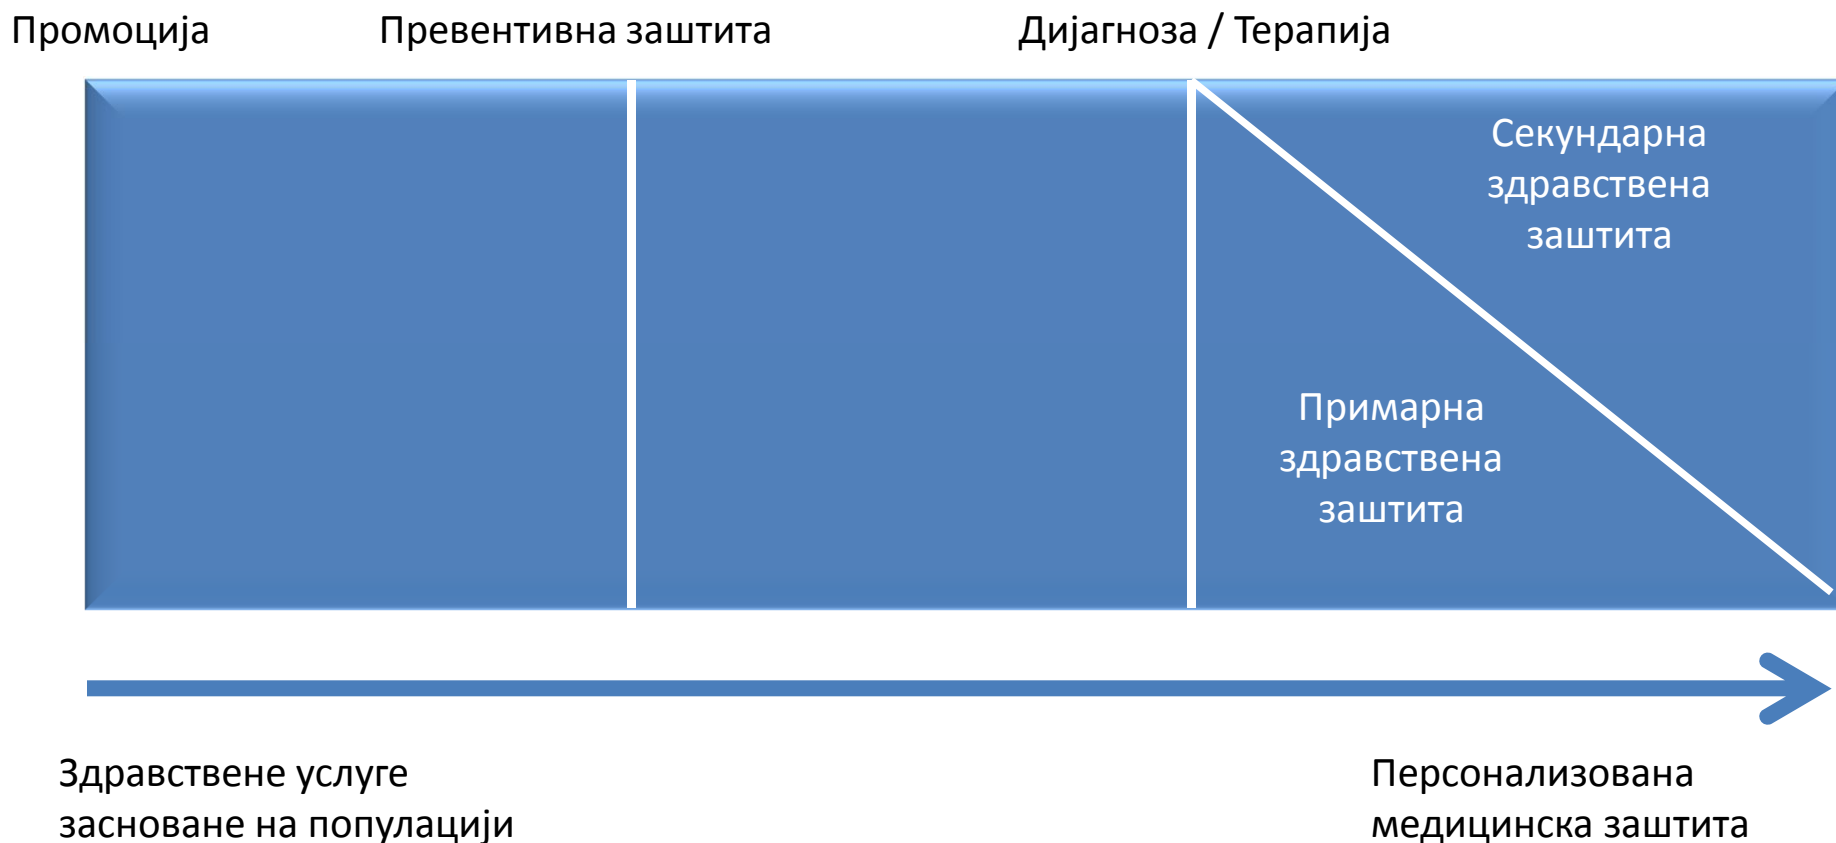 Промоција
Превентивна заштита
Дијагноза / Терапија
Секундарна
здравствена
заштита
Примарна
здравствена
заштита
Здравствене услуге
засноване на популацији
Персонализована
медицинска заштита